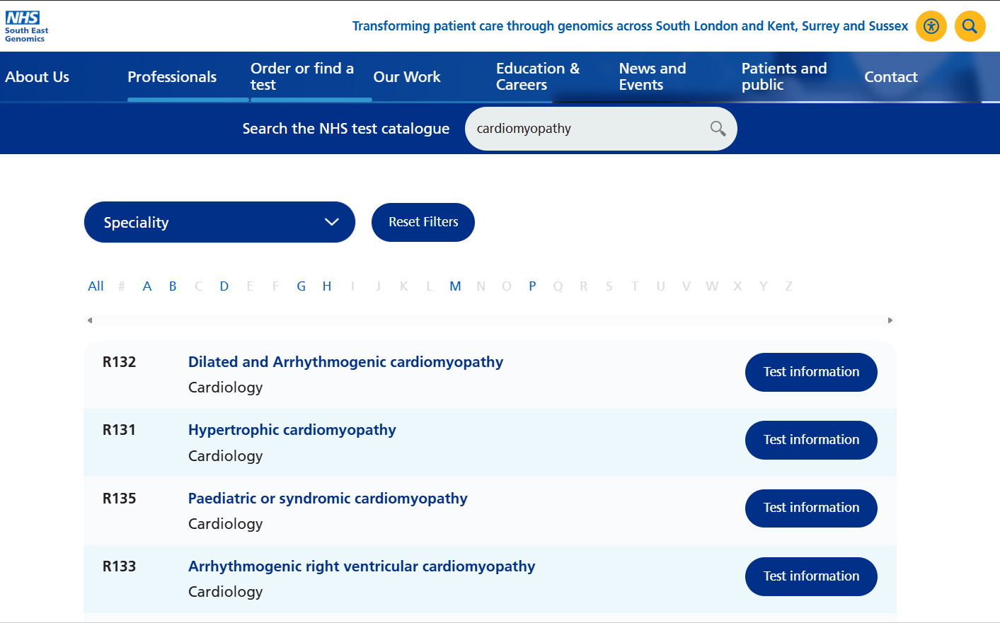 NHS
South East
Genomics
Transforming patient care through genomics across South London and Kent, Surrey and Sussex
About Us
Professionals
Order or find a
test
Our Work
Education &
Careers
News and
Events
Patients and
public
Contact
Search the NHS test catalogue
cardiomyopathy
Speciality
Reset Filters
All # A B C D E F G H I J K L M N O P Q R S T U V W X Y Z
R132 Dilated and Arrhythmogenic cardiomyopathy Test information
Cardiology
R131 Hypertrophic cardiomyopathy Test information
Cardiology
R135 Paediatric or syndromic cardiomyopathy Test information
Cardiology
R133 Arrhythmogenic right ventricular cardiomyopathy Test information
Cardiology